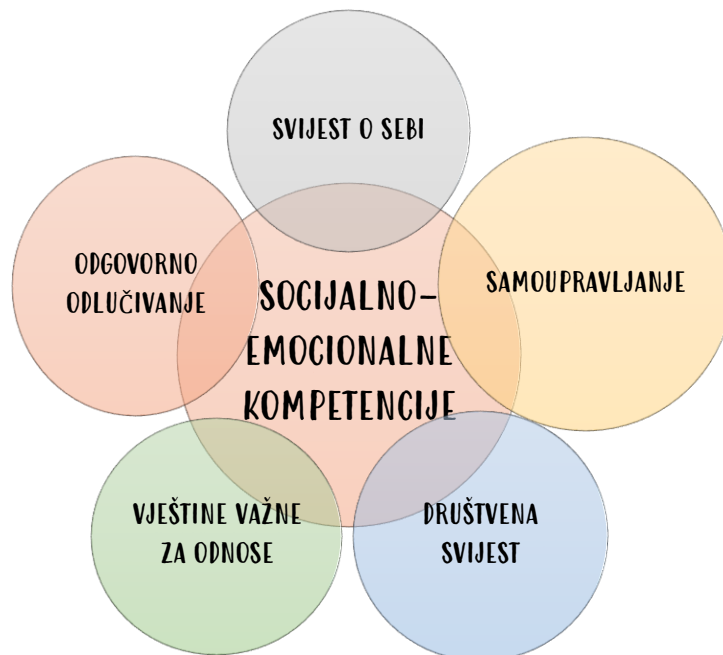 SVIJEST O SEBI
SAMOUPRAVLJANJE
ODGOVORNO
ODLUČIVANJE
SOCIJALNO-
EMOCIONALNE
KOMPETENCIJE
VJEŠTINE VAŽNE
ZA ODNOSE
DRUŠTVENA
SVIJEST